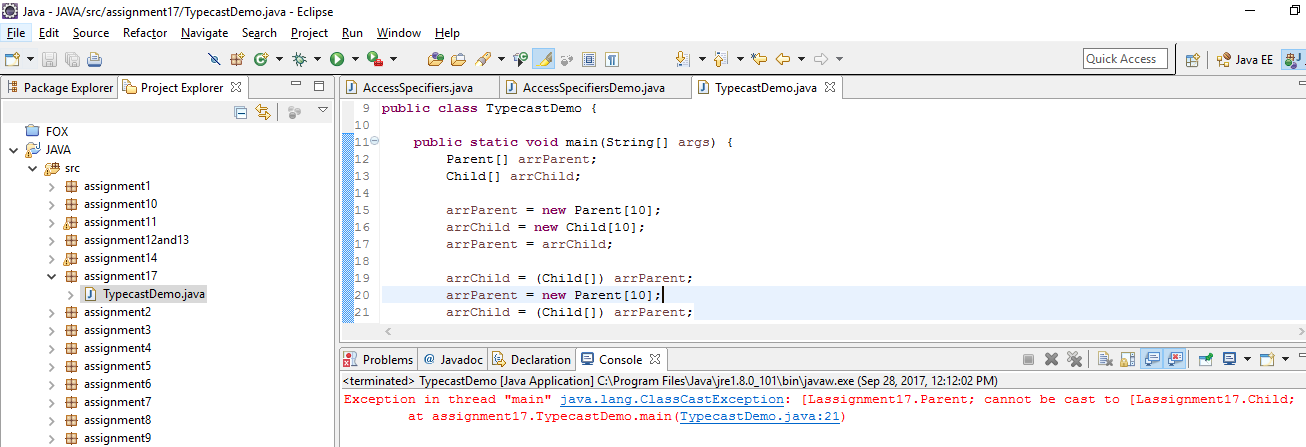 Java - JAVA/src/assignment17/TypecastDemo.java - Eclipse
File Edit Source Refactor Navigate Search Project Run Window Help
Quick Access Java EE
Package Explorer Project Explorer
AccessSpecifiers.java AccessSpecifiersDemo.java TypecastDemo.java
FOX
JAVA
src
assignment1
assignment10
assignment11
assignment12and13
assignment14
assignment17
TypecastDemo.java
assignment2
assignment3
assignment4
assignment5
assignment6
assignment7
assignment8
assignment9
9 public class TypecastDemo {
10
11 public static void main(String[] args) {
12 Parent[] arrParent;
13 Child[] arrChild;
14
15 arrParent = new Parent[10];
16 arrChild = new Child[10];
17 arrParent = arrChild;
18
19 arrChild = (Child[]) arrParent;
20 arrParent = new Parent[10];
21 arrChild = (Child[]) arrParent;
Problems @ Javadoc Declaration Console
<terminated> TypecastDemo [Java Application] C:\Program Files\Java\jre1.8.0_101\bin\javaw.exe (Sep 28, 2017, 12:12:02 PM)
Exception in thread "main" java.lang.ClassCastException: [Lassignment17.Parent; cannot be cast to [Lassignment17.Child;
at assignment17.TypecastDemo.main(TypecastDemo.java:21)